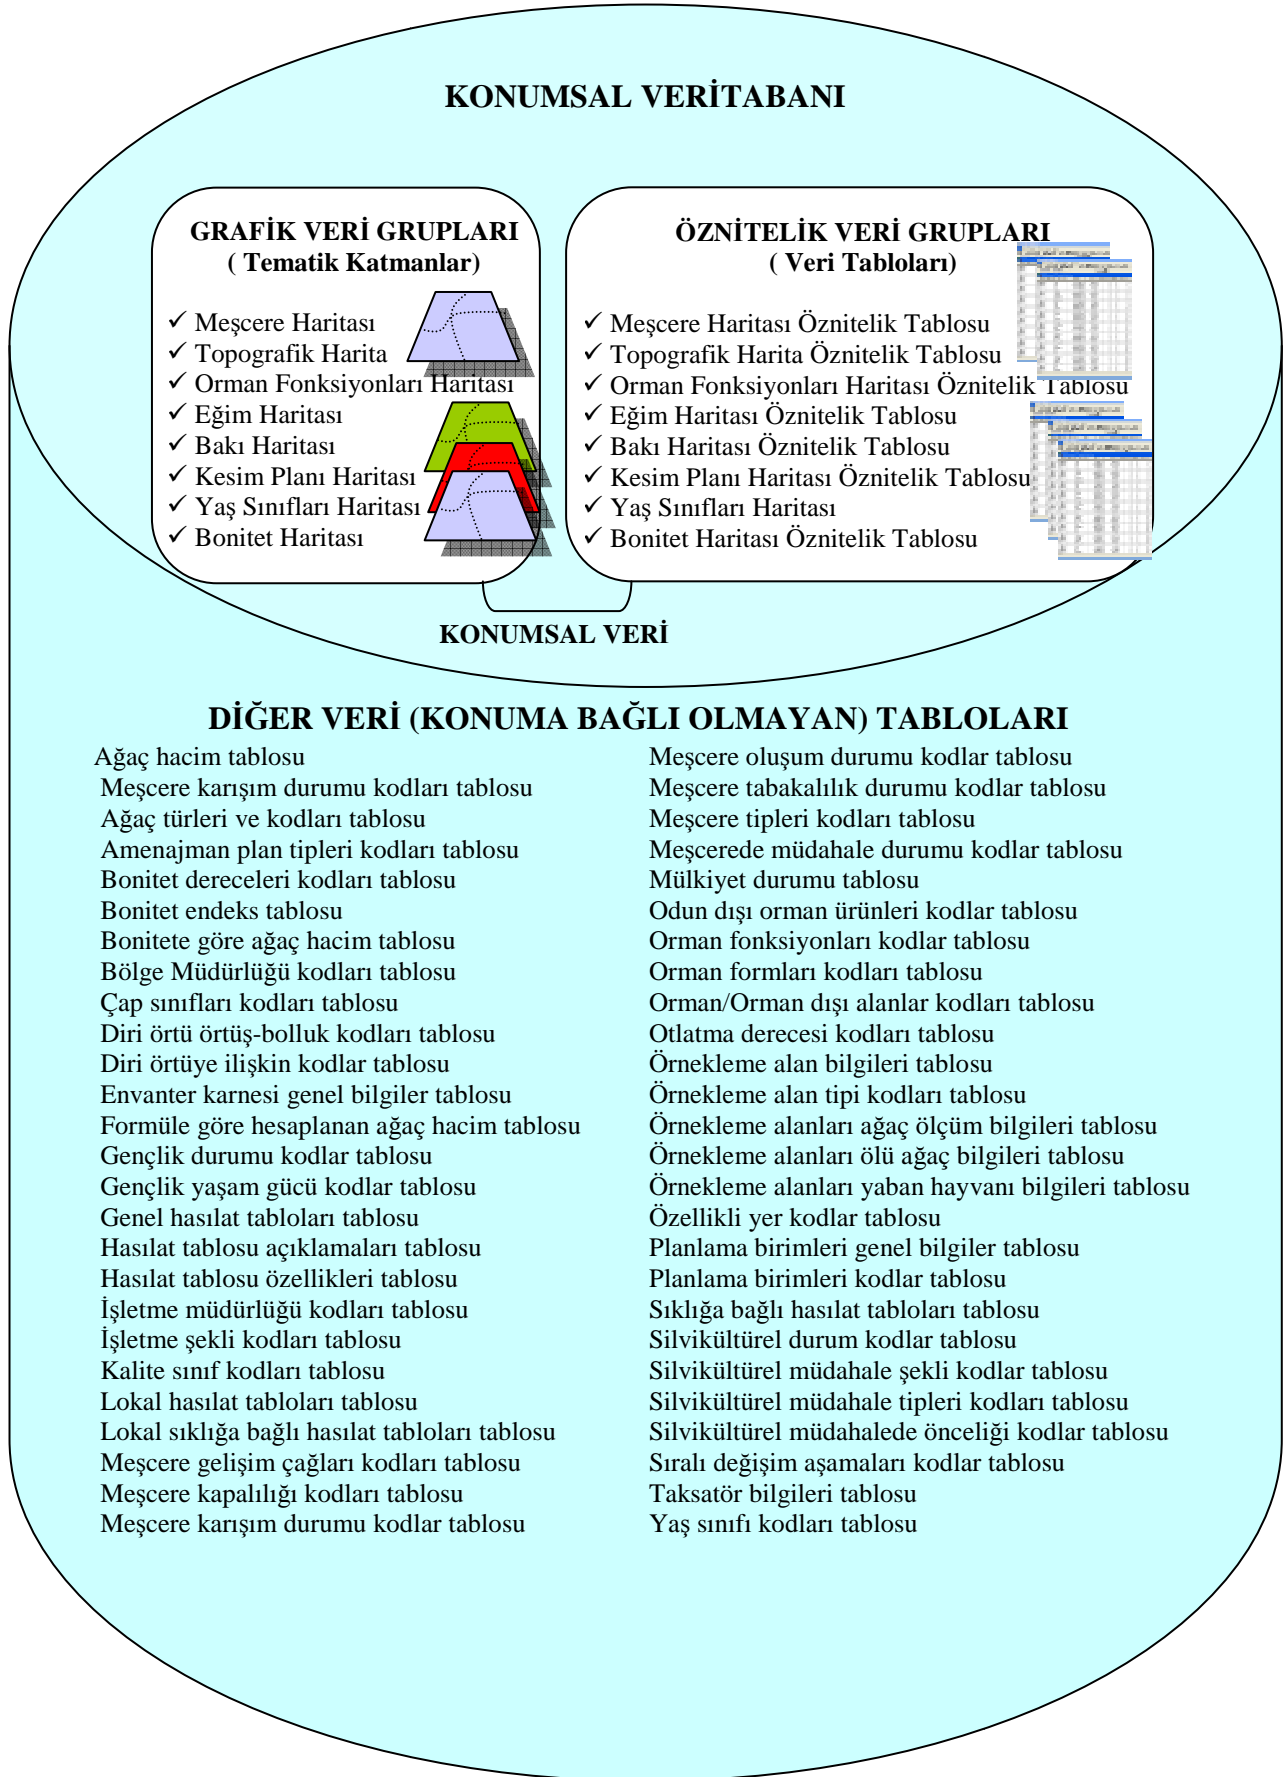 KONUMSAL VERİTABANI
GRAFİK VERİ GRUPLARI
( Tematik Katmanlar)
✓ Meşcere Haritası
✓ Topografik Harita
✓ Orman Fonksiyonları Haritası
✓ Eğim Haritası
✓ Bakı Haritası
✓ Kesim Planı Haritası
✓ Yaş Sınıfları Haritası
✓ Bonitet Haritası
ÖZNİTELİK VERİ GRUPLARI
( Veri Tabloları)
✓ Meşcere Haritası Öznitelik Tablosu
✓ Topografik Harita Öznitelik Tablosu
✓ Orman Fonksiyonları Haritası Öznitelik Tablosu
✓ Eğim Haritası Öznitelik Tablosu
✓ Bakı Haritası Öznitelik Tablosu
✓ Kesim Planı Haritası Öznitelik Tablosu
✓ Yaş Sınıfları Haritası
✓ Bonitet Haritası Öznitelik Tablosu
KONUMSAL VERİ
DİĞER VERİ (KONUMA BAĞLI OLMAYAN) TABLOLARI
Ağaç hacim tablosu
Meşcere karışım durumu kodları tablosu
Ağaç türleri ve kodları tablosu
Amenajman plan tipleri kodları tablosu
Bonitet dereceleri kodları tablosu
Bonitet endeks tablosu
Bonitete göre ağaç hacim tablosu
Bölge Müdürlüğü kodları tablosu
Çap sınıfları kodları tablosu
Diri örtü örtüş-bolluk kodları tablosu
Diri örtüye ilişkin kodlar tablosu
Envanter karnesi genel bilgiler tablosu
Formüle göre hesaplanan ağaç hacim tablosu
Gençlik durumu kodlar tablosu
Gençlik yaşam gücü kodlar tablosu
Genel hasılat tabloları tablosu
Hasılat tablosu açıklamaları tablosu
Hasılat tablosu özellikleri tablosu
İşletme müdürlüğü kodları tablosu
İşletme şekli kodları tablosu
Kalite sınıf kodları tablosu
Lokal hasılat tabloları tablosu
Lokal sıklığa bağlı hasılat tabloları tablosu
Meşcere gelişim çağları kodları tablosu
Meşcere kapalılığı kodları tablosu
Meşcere karışım durumu kodlar tablosu
Meşcere oluşum durumu kodlar tablosu
Meşcere tabakalılık durumu kodlar tablosu
Meşcere tipleri kodları tablosu
Meşcerede müdahale durumu kodlar tablosu
Mülkiyet durumu tablosu
Odun dışı orman ürünleri kodlar tablosu
Orman fonksiyonları kodlar tablosu
Orman formları kodları tablosu
Orman/Orman dışı alanlar kodları tablosu
Otlatma derecesi kodları tablosu
Örnekleme alan bilgileri tablosu
Örnekleme alan tipi kodları tablosu
Örnekleme alanları ağaç ölçüm bilgileri tablosu
Örnekleme alanları ölü ağaç bilgileri tablosu
Örnekleme alanları yaban hayvanı bilgileri tablosu
Özellikli yer kodlar tablosu
Planlama birimleri genel bilgiler tablosu
Planlama birimleri kodlar tablosu
Sıklığa bağlı hasılat tabloları tablosu
Silvikültürel durum kodlar tablosu
Silvikültürel müdahale şekli kodlar tablosu
Silvikültürel müdahale tipleri kodları tablosu
Silvikültürel müdahalede önceliği kodlar tablosu
Sıralı değişim aşamaları kodlar tablosu
Taksatör bilgileri tablosu
Yaş sınıfı kodları tablosu